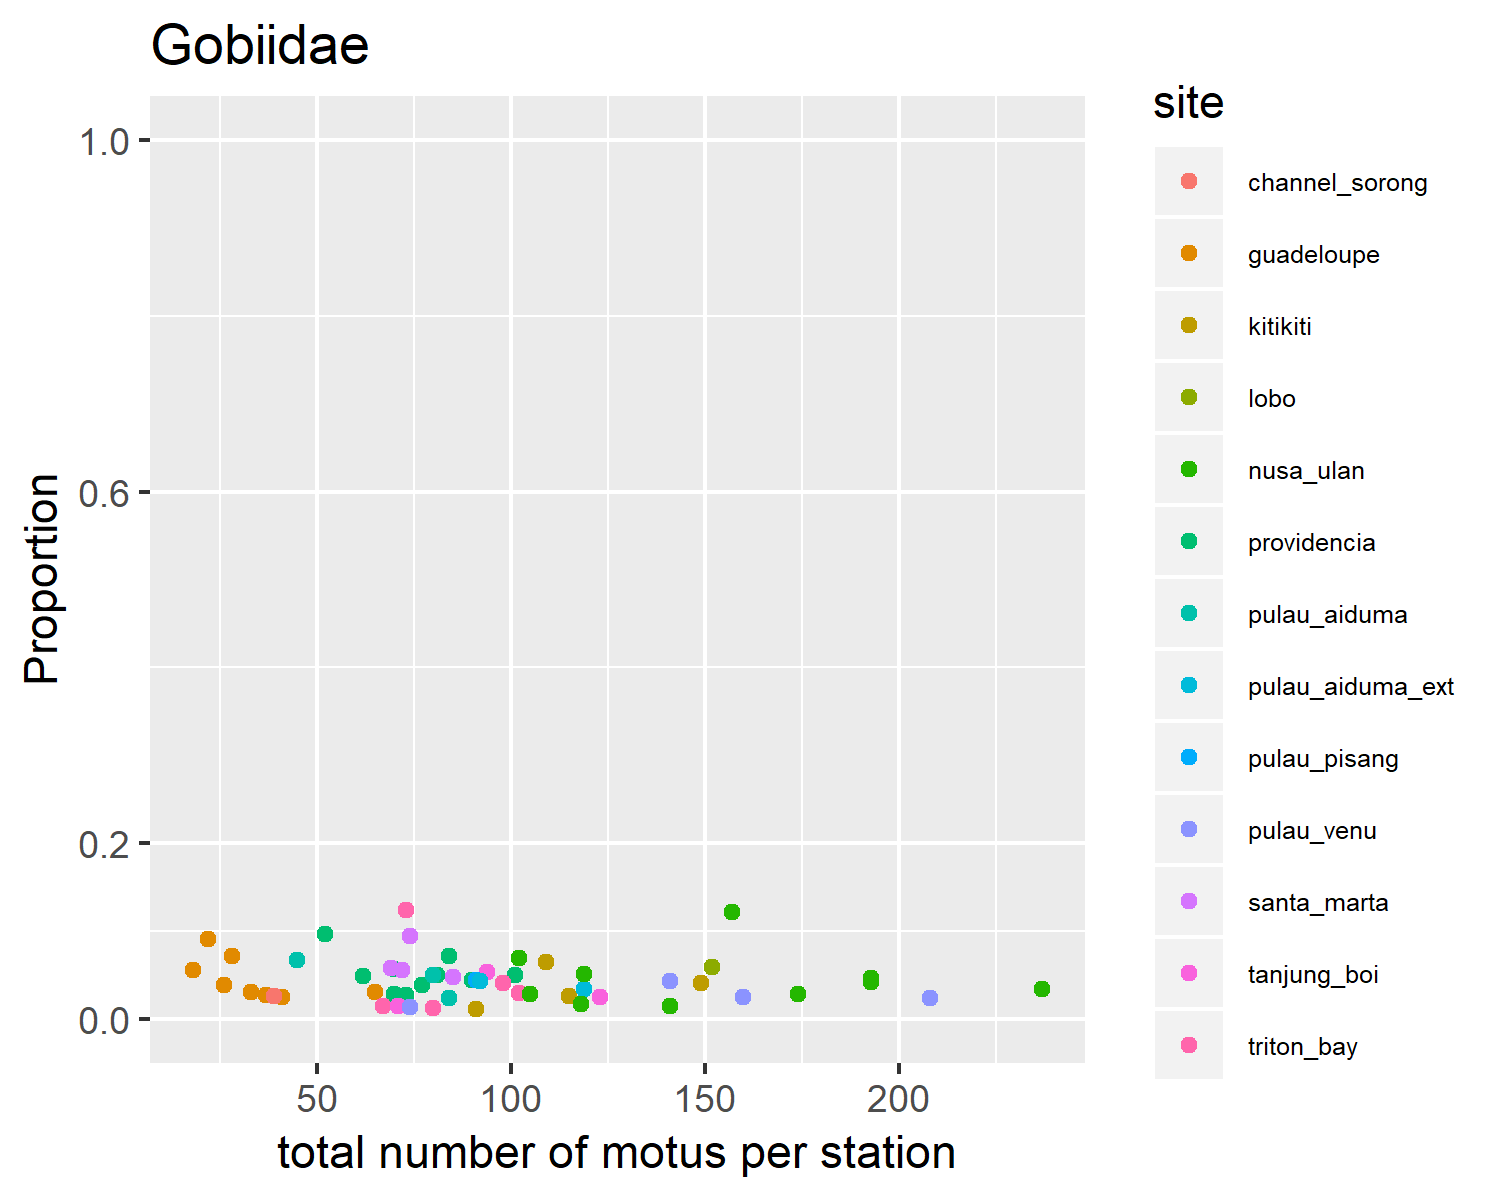 Gobiidae
Proportion
1.0
0.6
0.2
0.0
50 100 150 200
total number of motus per station
site
channel_sorong
guadeloupe
kitikiti
lobo
nusa_ulan
providencia
pulau_aiduma
pulau_aiduma_ext
pulau_pisang
pulau_venu
santa_marta
tanjung_boi
triton_bay